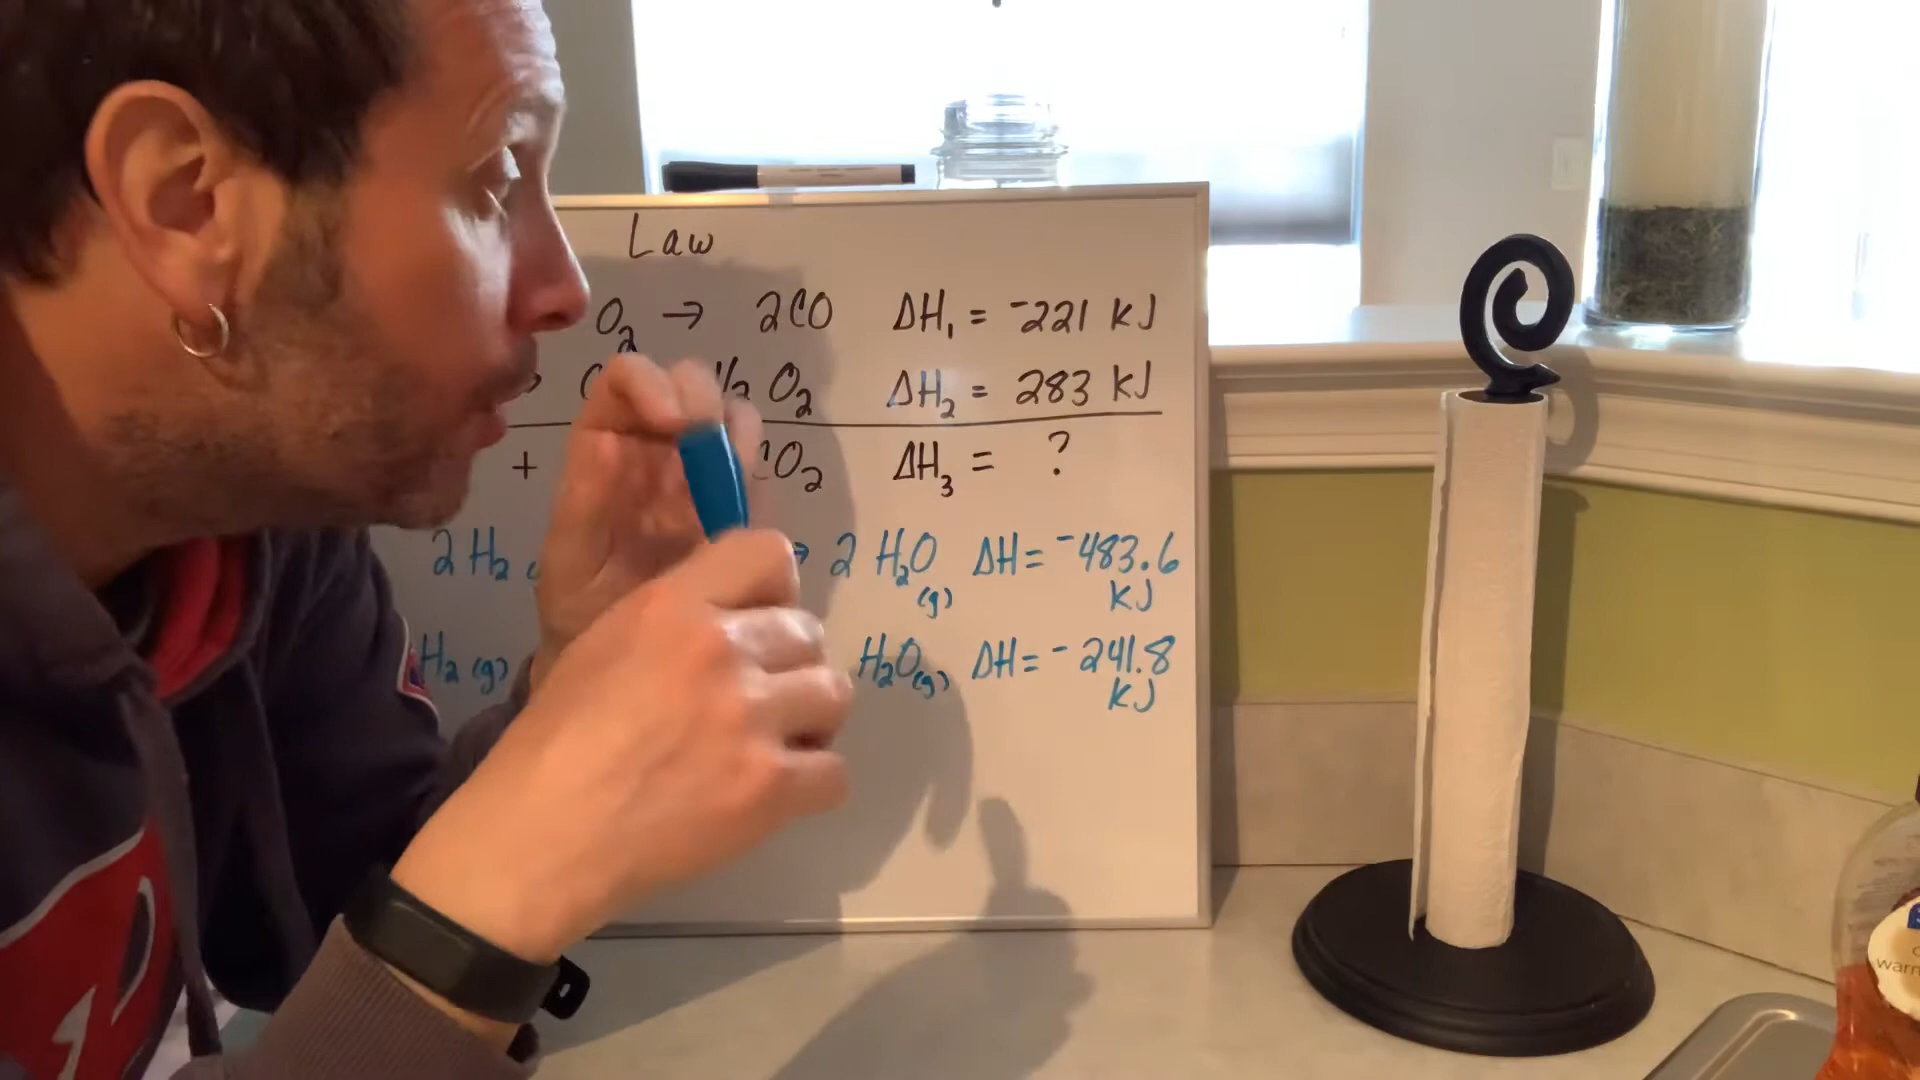 Law
O₂ → 2CO ΔH₁ = ⁻221 KJ
½ O₂ ΔH₂ = 283 KJ
+ CO₂ ΔH₃ = ?
2 H₂ → 2 H₂O (g) ΔH = ⁻483.6 KJ
H₂ (g) H₂O(g) ΔH = - 241.8 KJ